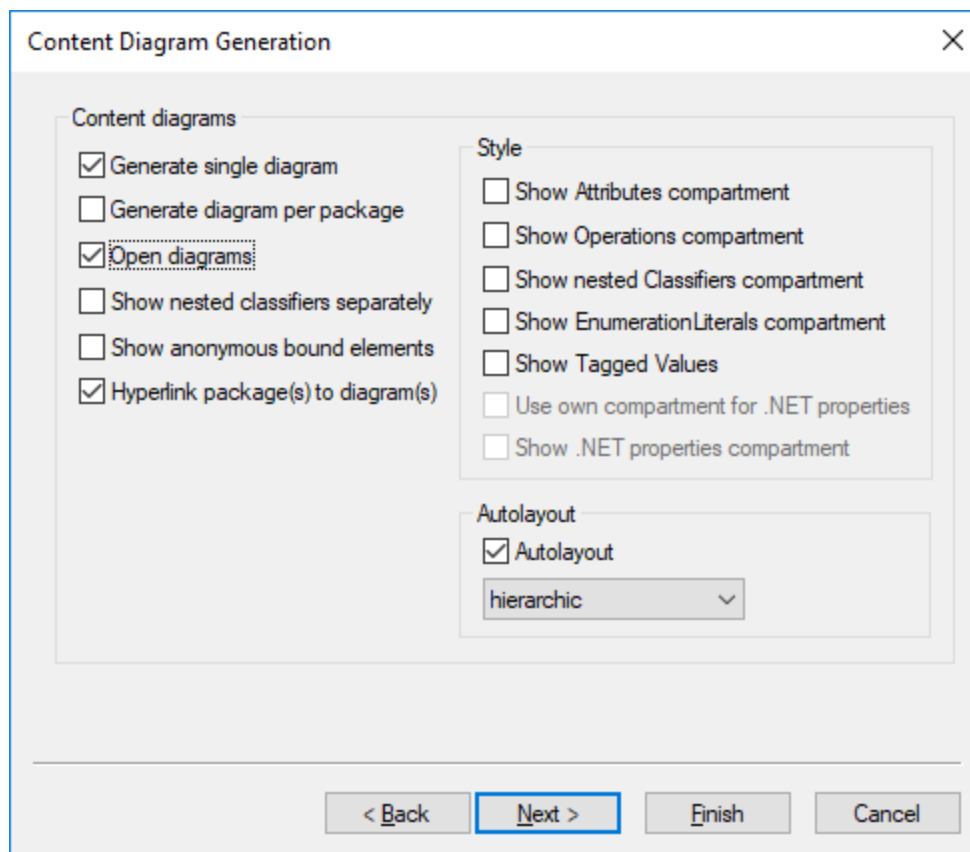 Content Diagram Generation
Content diagrams
Generate single diagram
Generate diagram per package
Open diagrams
Show nested classifiers separately
Show anonymous bound elements
Hyperlink package(s) to diagram(s)
Style
Show Attributes compartment
Show Operations compartment
Show nested Classifiers compartment
Show EnumerationLiterals compartment
Show Tagged Values
Use own compartment for .NET properties
Show .NET properties compartment
Autolayout
Autolayout
hierarchic
< Back
Next >
Finish
Cancel